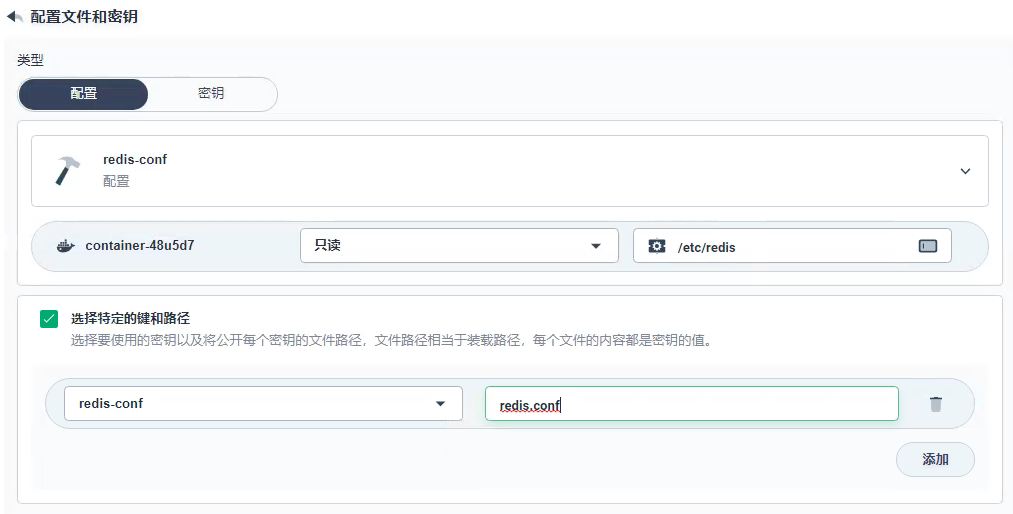 配置文件和密钥
类型
配置 密钥
redis-conf
配置
container-48u5d7 只读 /etc/redis
选择特定的键和路径
选择要使用的密钥以及将公开每个密钥的文件路径，文件路径相当于装载路径，每个文件的内容都是密钥的值。
redis-conf redis.conf
添加